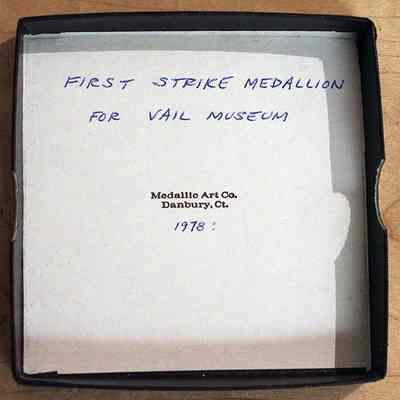 FIRST STRIKE MEDALLION
FOR VAIL MUSEUM
Medallic Art Co.
Danbury, Ct.
1978: